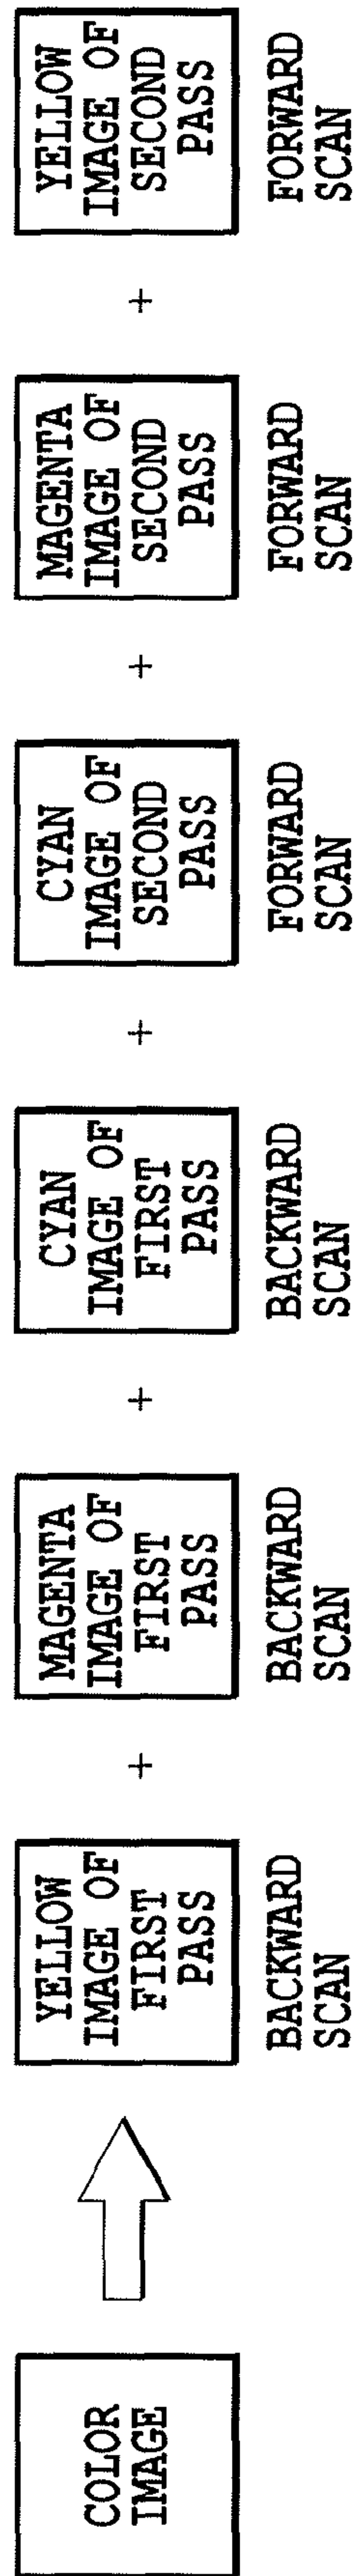 COLOR
IMAGE
YELLOW
IMAGE OF
FIRST
PASS
BACKWARD
SCAN
+
MAGENTA
IMAGE OF
FIRST
PASS
BACKWARD
SCAN
+
CYAN
IMAGE OF
FIRST
PASS
BACKWARD
SCAN
+
CYAN
IMAGE OF
SECOND
PASS
FORWARD
SCAN
+
MAGENTA
IMAGE OF
SECOND
PASS
FORWARD
SCAN
+
YELLOW
IMAGE OF
SECOND
PASS
FORWARD
SCAN